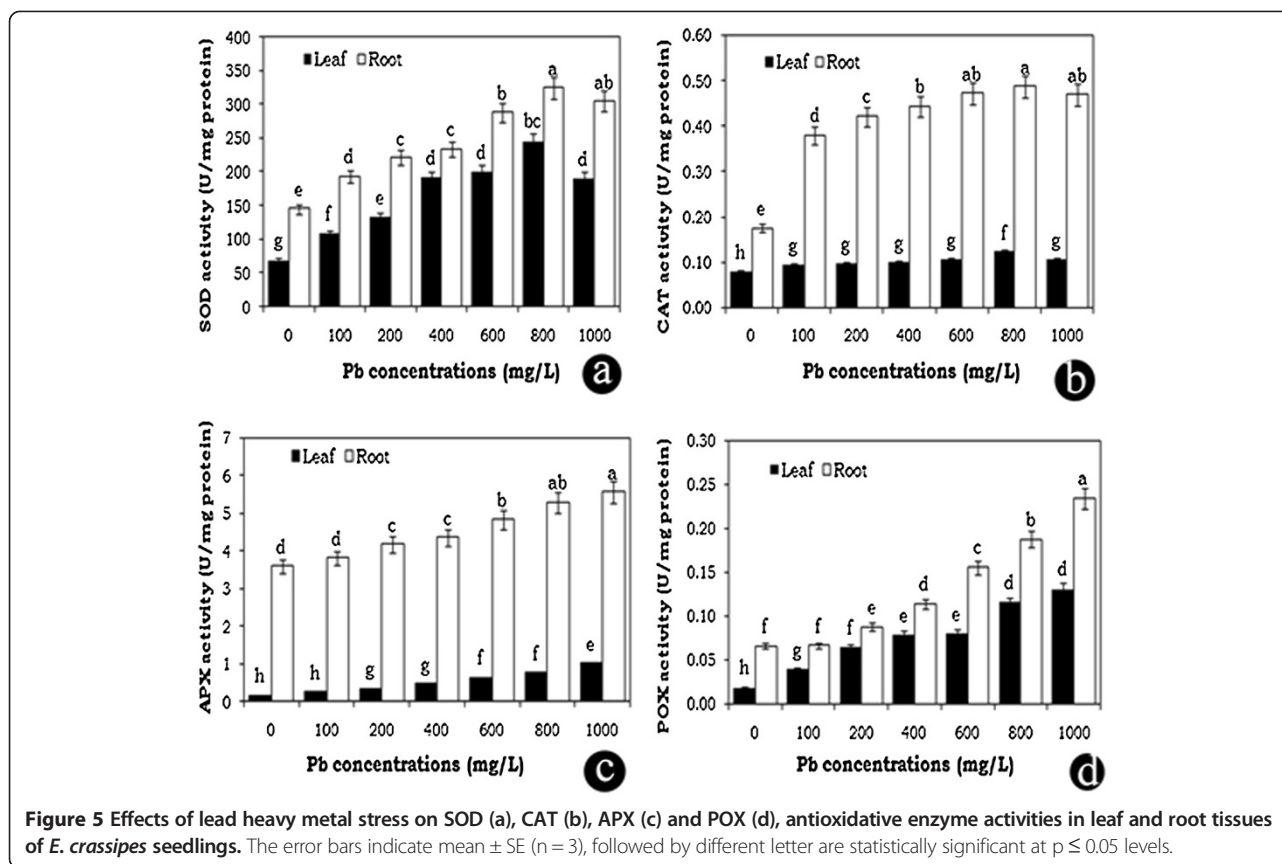 400
350
300
250
200
150
100
50
0
SOD activity (U/mg protein)
Leaf Root
g e f d e c d c d b bc a d ab
0 100 200 400 600 800 1000
Pb concentrations (mg/L)
a
0.60
0.50
0.40
0.30
0.20
0.10
0.00
CAT activity (U/mg protein)
Leaf Root
h e g d g c g b g ab f a g ab
0 100 200 400 600 800 1000
Pb concentrations (mg/L)
b
7
6
5
4
3
2
1
0
APX activity (U/mg protein)
Leaf Root
h d h d g c g c f b f ab e a
0 100 200 400 600 800 1000
Pb concentrations (mg/L)
c
0.30
0.25
0.20
0.15
0.10
0.05
0.00
POX activity (U/mg protein)
Leaf Root
h f g f f e e d e c d b d a
0 100 200 400 600 800 1000
Pb concentrations (mg/L)
d
Figure 5 Effects of lead heavy metal stress on SOD (a), CAT (b), APX (c) and POX (d), antioxidative enzyme activities in leaf and root tissues
of E. crassipes seedlings. The error bars indicate mean ± SE (n = 3), followed by different letter are statistically significant at p ≤ 0.05 levels.